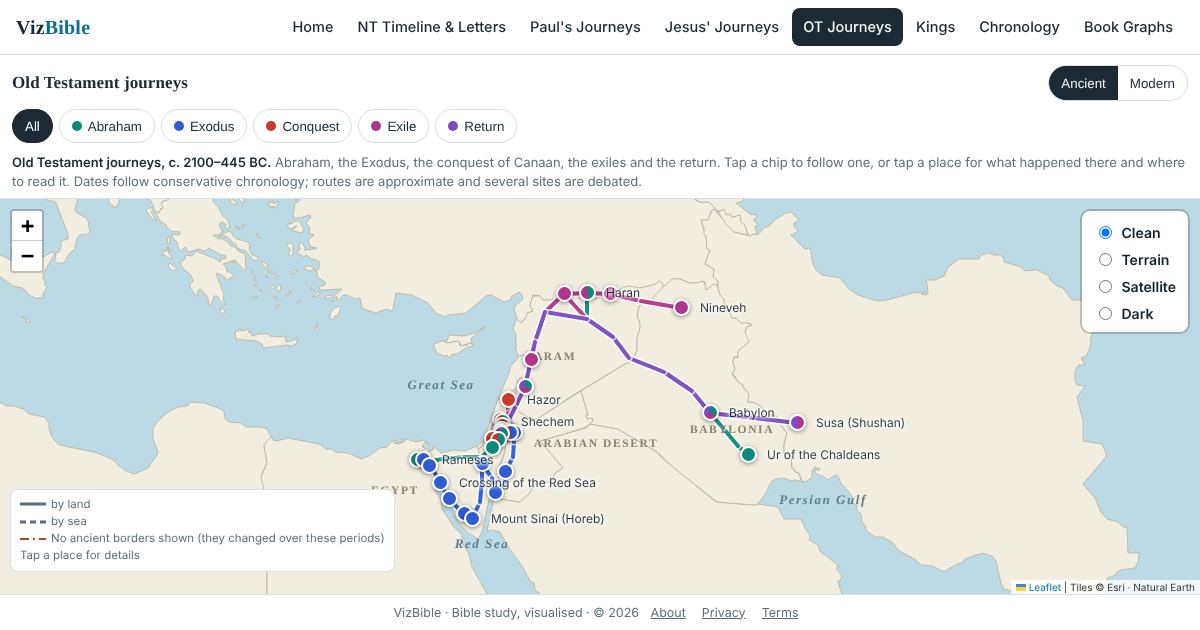 VizBible
Home NT Timeline & Letters Paul's Journeys Jesus' Journeys OT Journeys Kings Chronology Book Graphs
Old Testament journeys
Ancient Modern
All Abraham Exodus Conquest Exile Return
Old Testament journeys, c. 2100–445 BC. Abraham, the Exodus, the conquest of Canaan, the exiles and the return. Tap a chip to follow one, or tap a place for what happened there and where
to read it. Dates follow conservative chronology; routes are approximate and several sites are debated.
+
−
Clean
Terrain
Satellite
Dark
Haran
Nineveh
ARAM
Great Sea
Hazor
Babylon
Shechem
Susa (Shushan)
BABYLONIA
ARABIAN DESERT
Ur of the Chaldeans
Rameses
Crossing of the Red Sea
EGYPT
Persian Gulf
Mount Sinai (Horeb)
Red Sea
by land
by sea
No ancient borders shown (they changed over these periods)
Tap a place for details
Leaflet | Tiles © Esri · Natural Earth
VizBible · Bible study, visualised · © 2026 About Privacy Terms